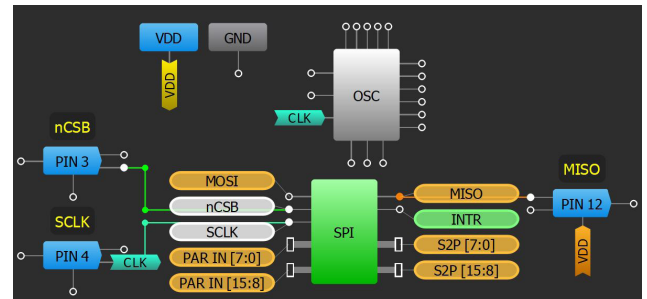 VDD
GND
VDD
OSC
CLK
nCSB
PIN 3
MOSI
nCSB
SCLK
PAR IN [7:0]
PAR IN [15:8]
SPI
MISO
INTR
S2P [7:0]
S2P [15:8]
SCLK
PIN 4
CLK
MISO
PIN 12
VDD